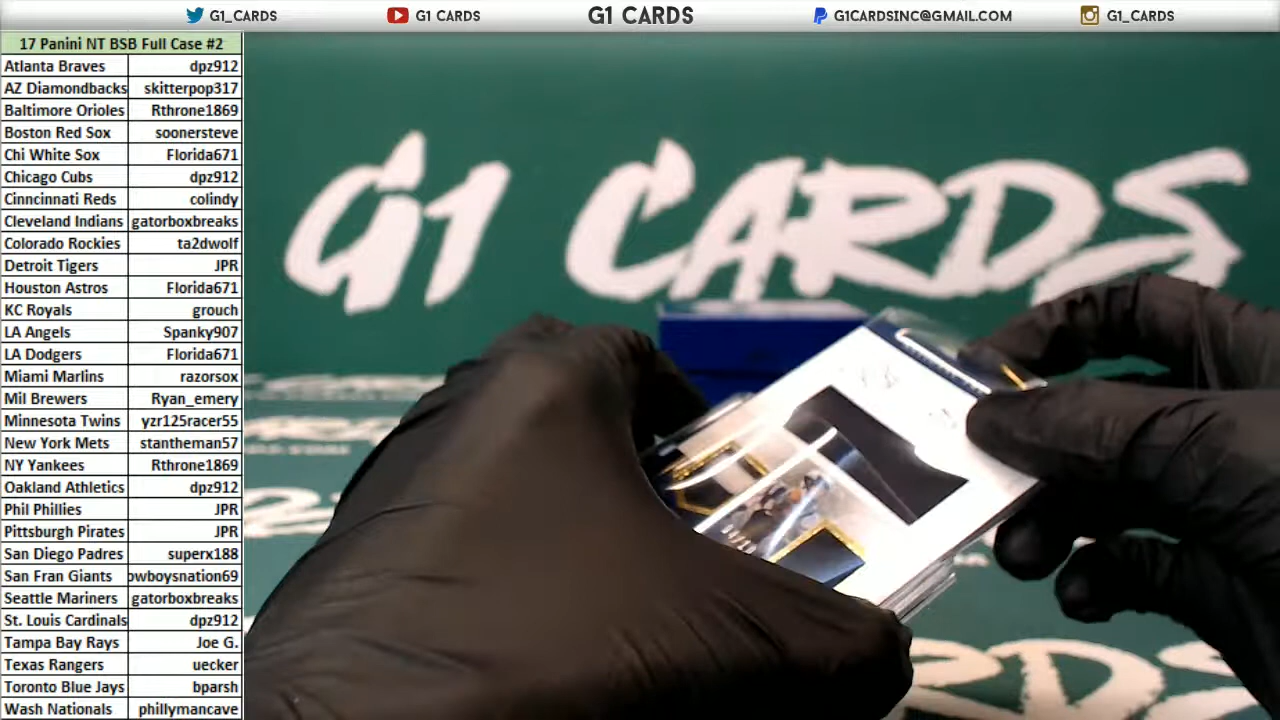 G1_CARDS
G1 CARDS
G1 CARDS
G1CARDSINC@GMAIL.COM
G1_CARDS
17 Panini NT BSB Full Case #2
Atlanta Braves dpz912
AZ Diamondbacks skitterpop317
Baltimore Orioles Rthrone1869
Boston Red Sox soonersteve
Chi White Sox Florida671
Chicago Cubs dpz912
Cinncinnati Reds colindy
Cleveland Indians gatorboxbreaks
Colorado Rockies ta2dwolf
Detroit Tigers JPR
Houston Astros Florida671
KC Royals grouch
LA Angels Spanky907
LA Dodgers Florida671
Miami Marlins razorsox
Mil Brewers Ryan_emery
Minnesota Twins yzr125racer55
New York Mets stantheman57
NY Yankees Rthrone1869
Oakland Athletics dpz912
Phil Phillies JPR
Pittsburgh Pirates JPR
San Diego Padres superx188
San Fran Giants owboysnation69
Seattle Mariners gatorboxbreaks
St. Louis Cardinals dpz912
Tampa Bay Rays Joe G.
Texas Rangers uecker
Toronto Blue Jays bparsh
Wash Nationals phillymancave
G1 CARDS